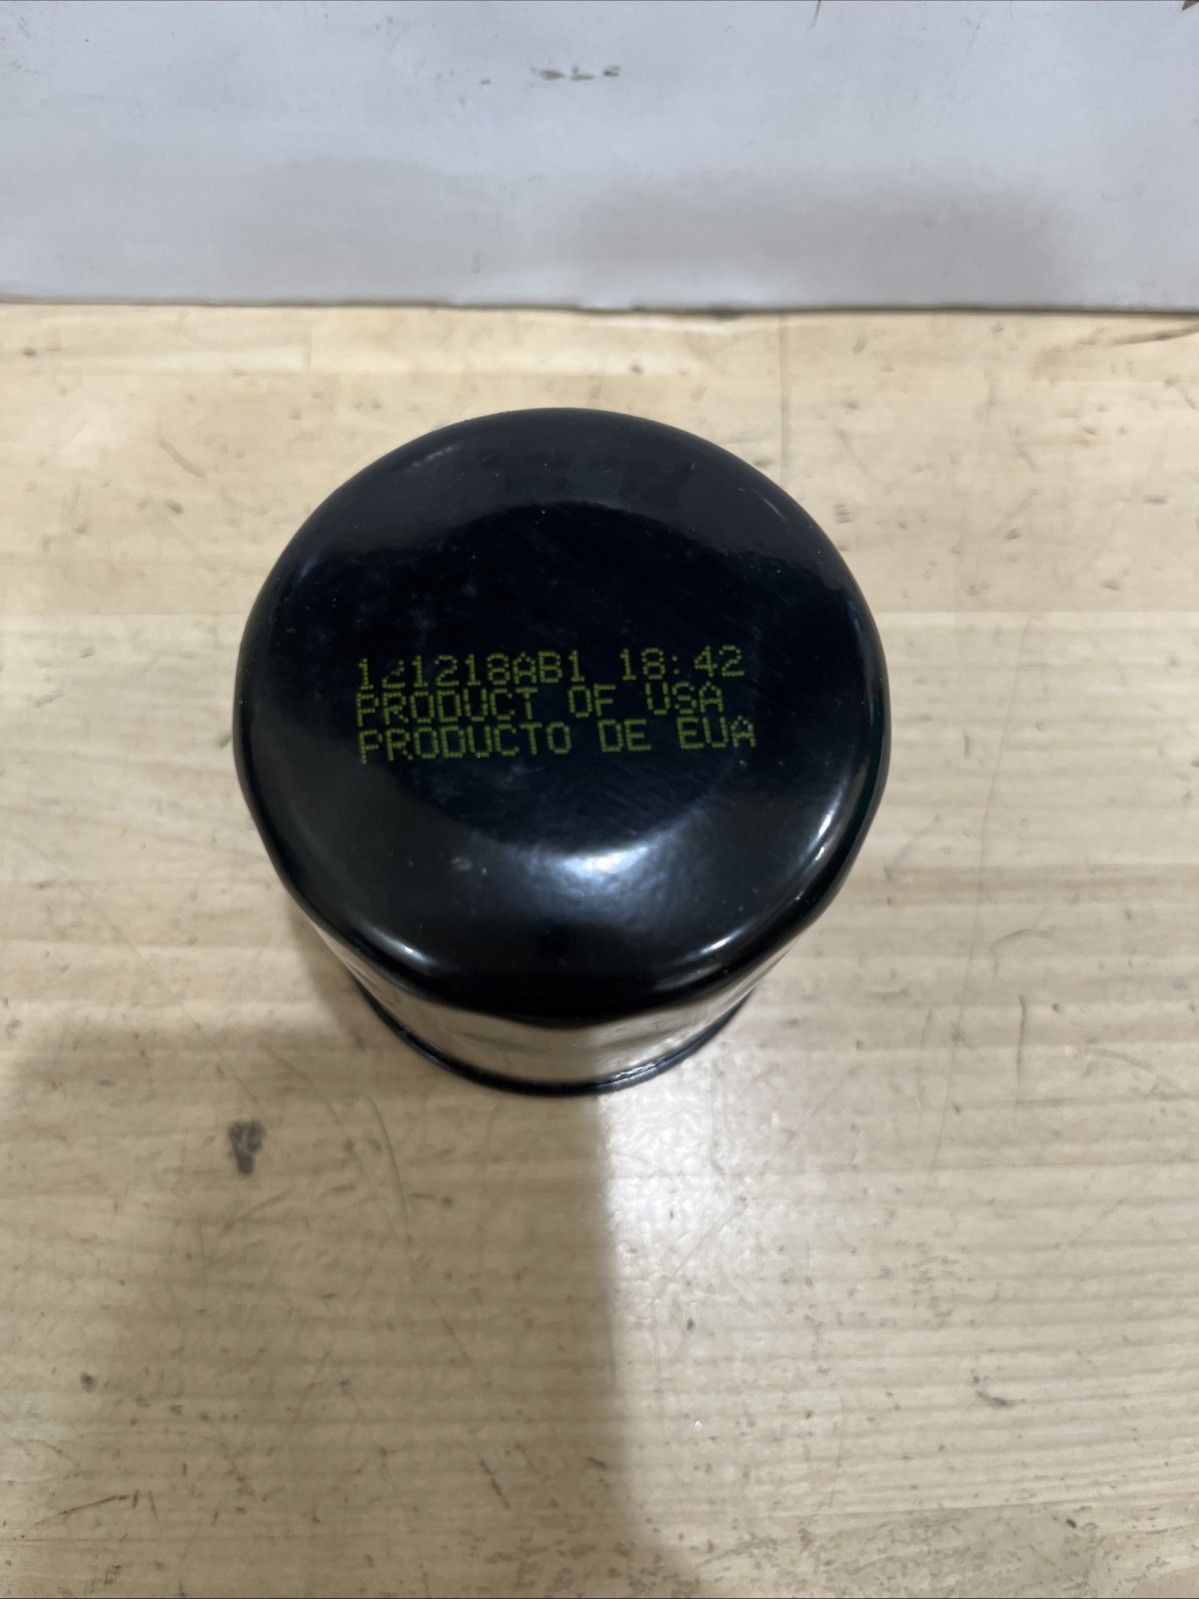 121218AB1 18:42
PRODUCT OF USA
PRODUCTO DE EUA